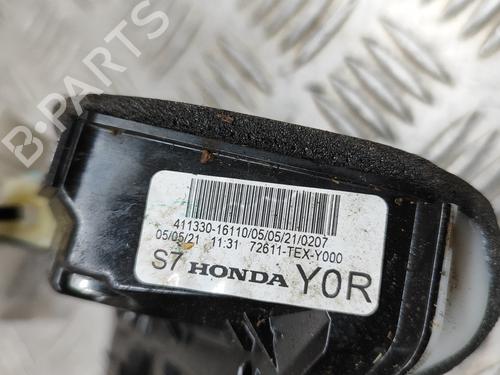 B-PARTS
411330-16110/05/05/21/0207
05/05/21 11:31 72611-TEX-Y000
S7 HONDA Y0R